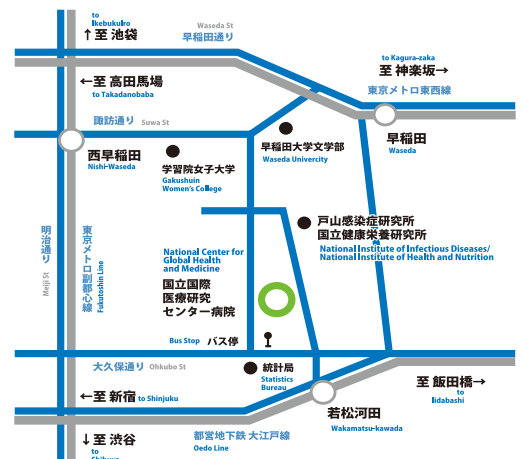 to
Ikebukuro
↑至 池袋
Waseda St
早稲田通り
to Kagura-zaka
至 神楽坂→
←至 高田馬場
to Takadanobaba
東京メトロ東西線
諏訪通り Suwa St
早稲田
Waseda
西早稲田
Nishi-Waseda
学習院女子大学
Gakushuin
Women's College
早稲田大学文学部
Waseda Univercity
戸山感染症研究所
国立健康栄養研究所
National Institute of Infectious Diseases/
National Institute of Health and Nutrition
明治通り
Meiji St
東京メトロ副都心線
Fukutoshin Line
National Center for
Global Health
and Medicine
国立国際
医療研究
センター病院
Bus Stop バス停
大久保通り Ohkubo St
統計局
Statistics
Bureau
至 飯田橋→
to
Iidabashi
←至 新宿 to Shinjuku
若松河田
Wakamatsu-kawada
都営地下鉄 大江戸線
Oedo Line
↓至 渋谷
to
Shibuya